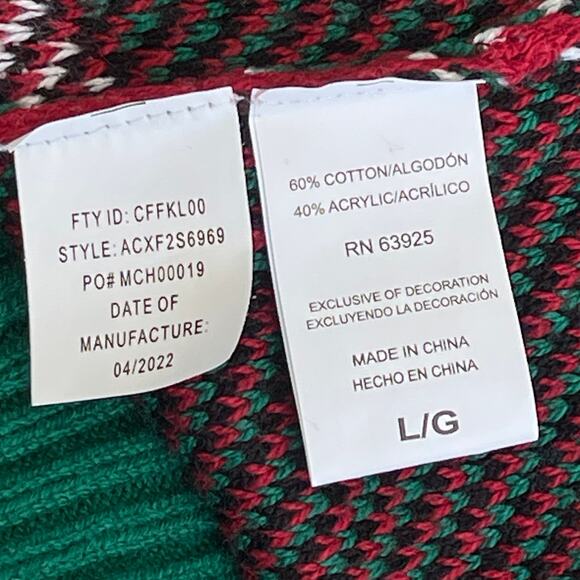 FTY ID: CFFKL00
STYLE: ACXF2S6969
PO# MCH00019
DATE OF
MANUFACTURE:
04/2022
60% COTTON/ALGODÓN
40% ACRYLIC/ACRÍLICO
RN 63925
EXCLUSIVE OF DECORATION
EXCLUYENDO LA DECORACIÓN
MADE IN CHINA
HECHO EN CHINA
L/G